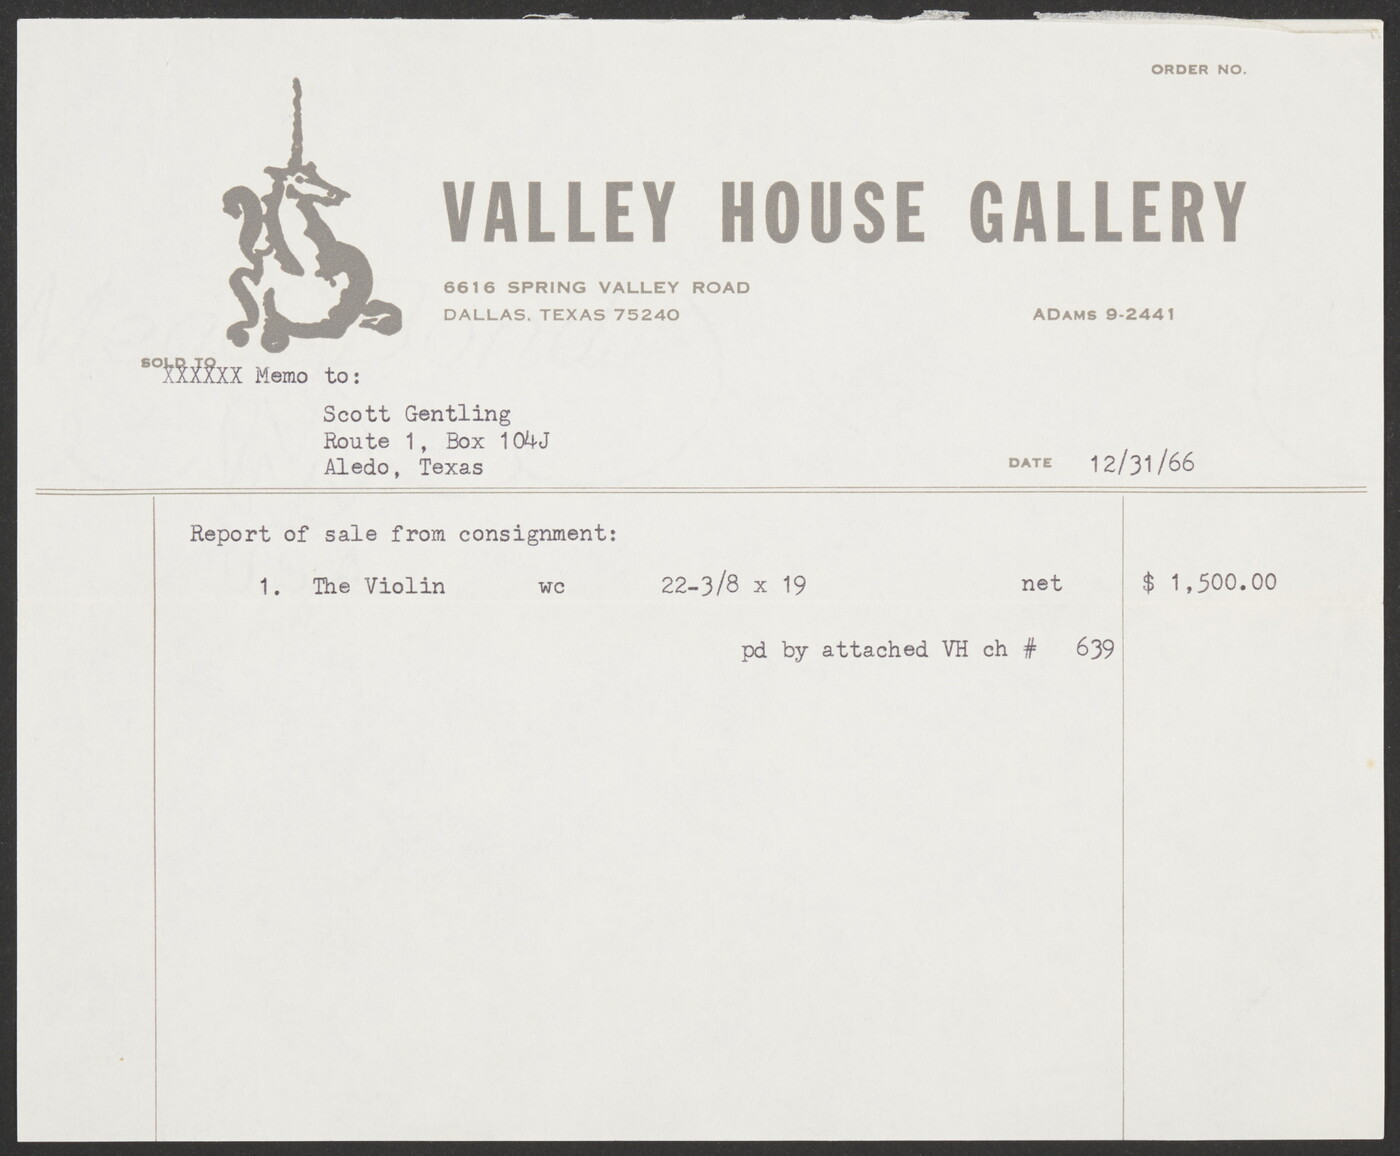 ORDER NO.
VALLEY HOUSE GALLERY
6616 SPRING VALLEY ROAD
DALLAS, TEXAS 75240
ADAMS 9-2441
SOLD TO
XXXXXX Memo to:
Scott Gentling
Route 1, Box 104J
Aledo, Texas
DATE 12/31/66
Report of sale from consignment:
1. The Violin wc 22-3/8 x 19 net $ 1,500.00
pd by attached VH ch # 639